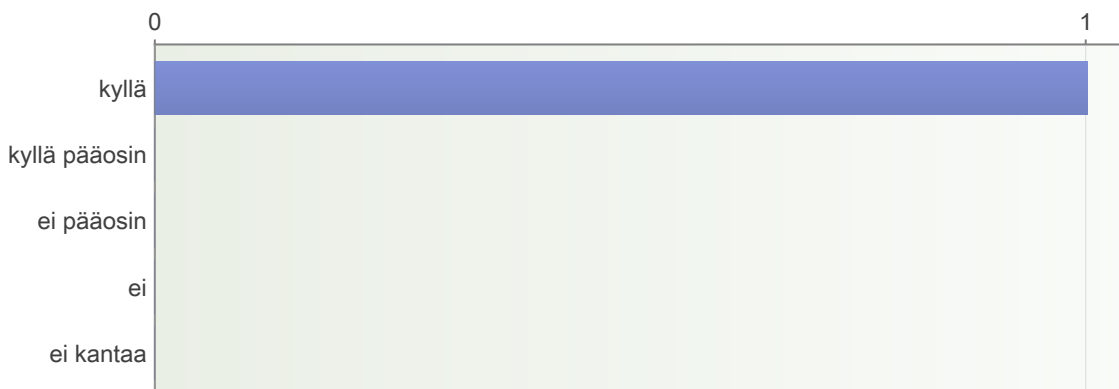 0 1
kyllä
kyllä pääosin
ei pääosin
ei
ei kantaa